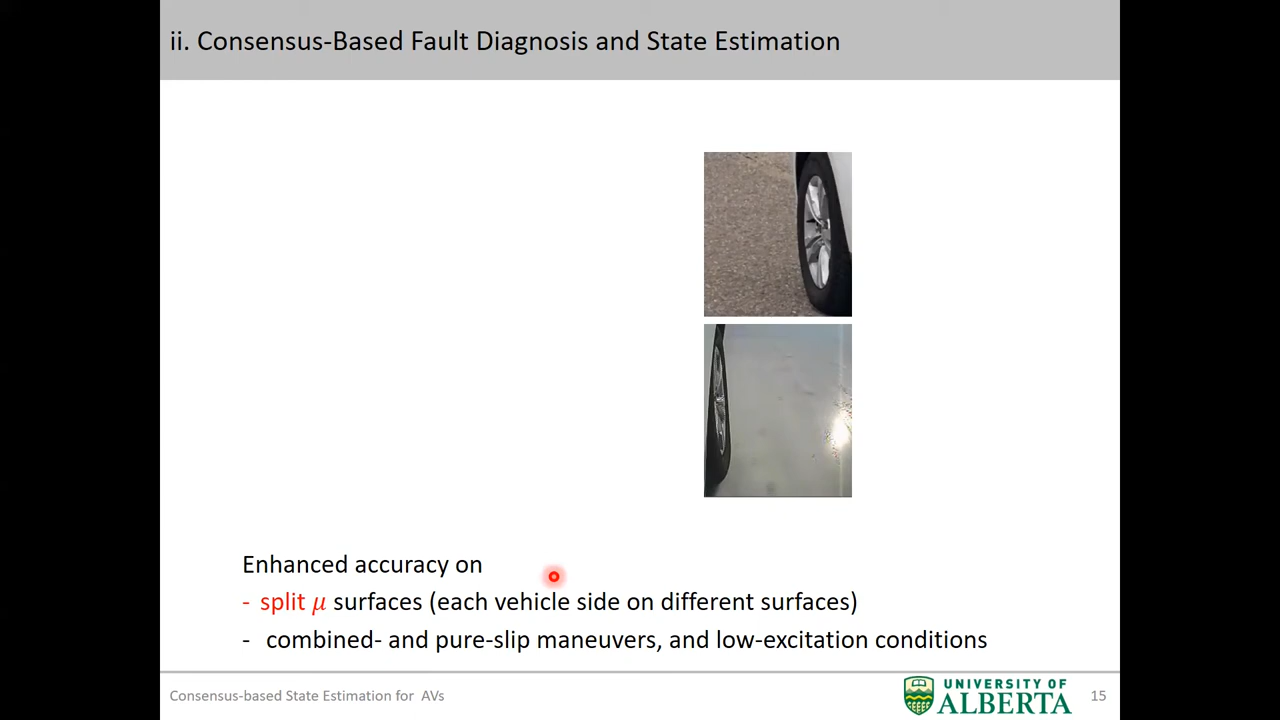 ii. Consensus-Based Fault Diagnosis and State Estimation
Enhanced accuracy on
- split 𝜇 surfaces (each vehicle side on different surfaces)
- combined- and pure-slip maneuvers, and low-excitation conditions
Consensus-based State Estimation for AVs
UNIVERSITY OF
ALBERTA
15